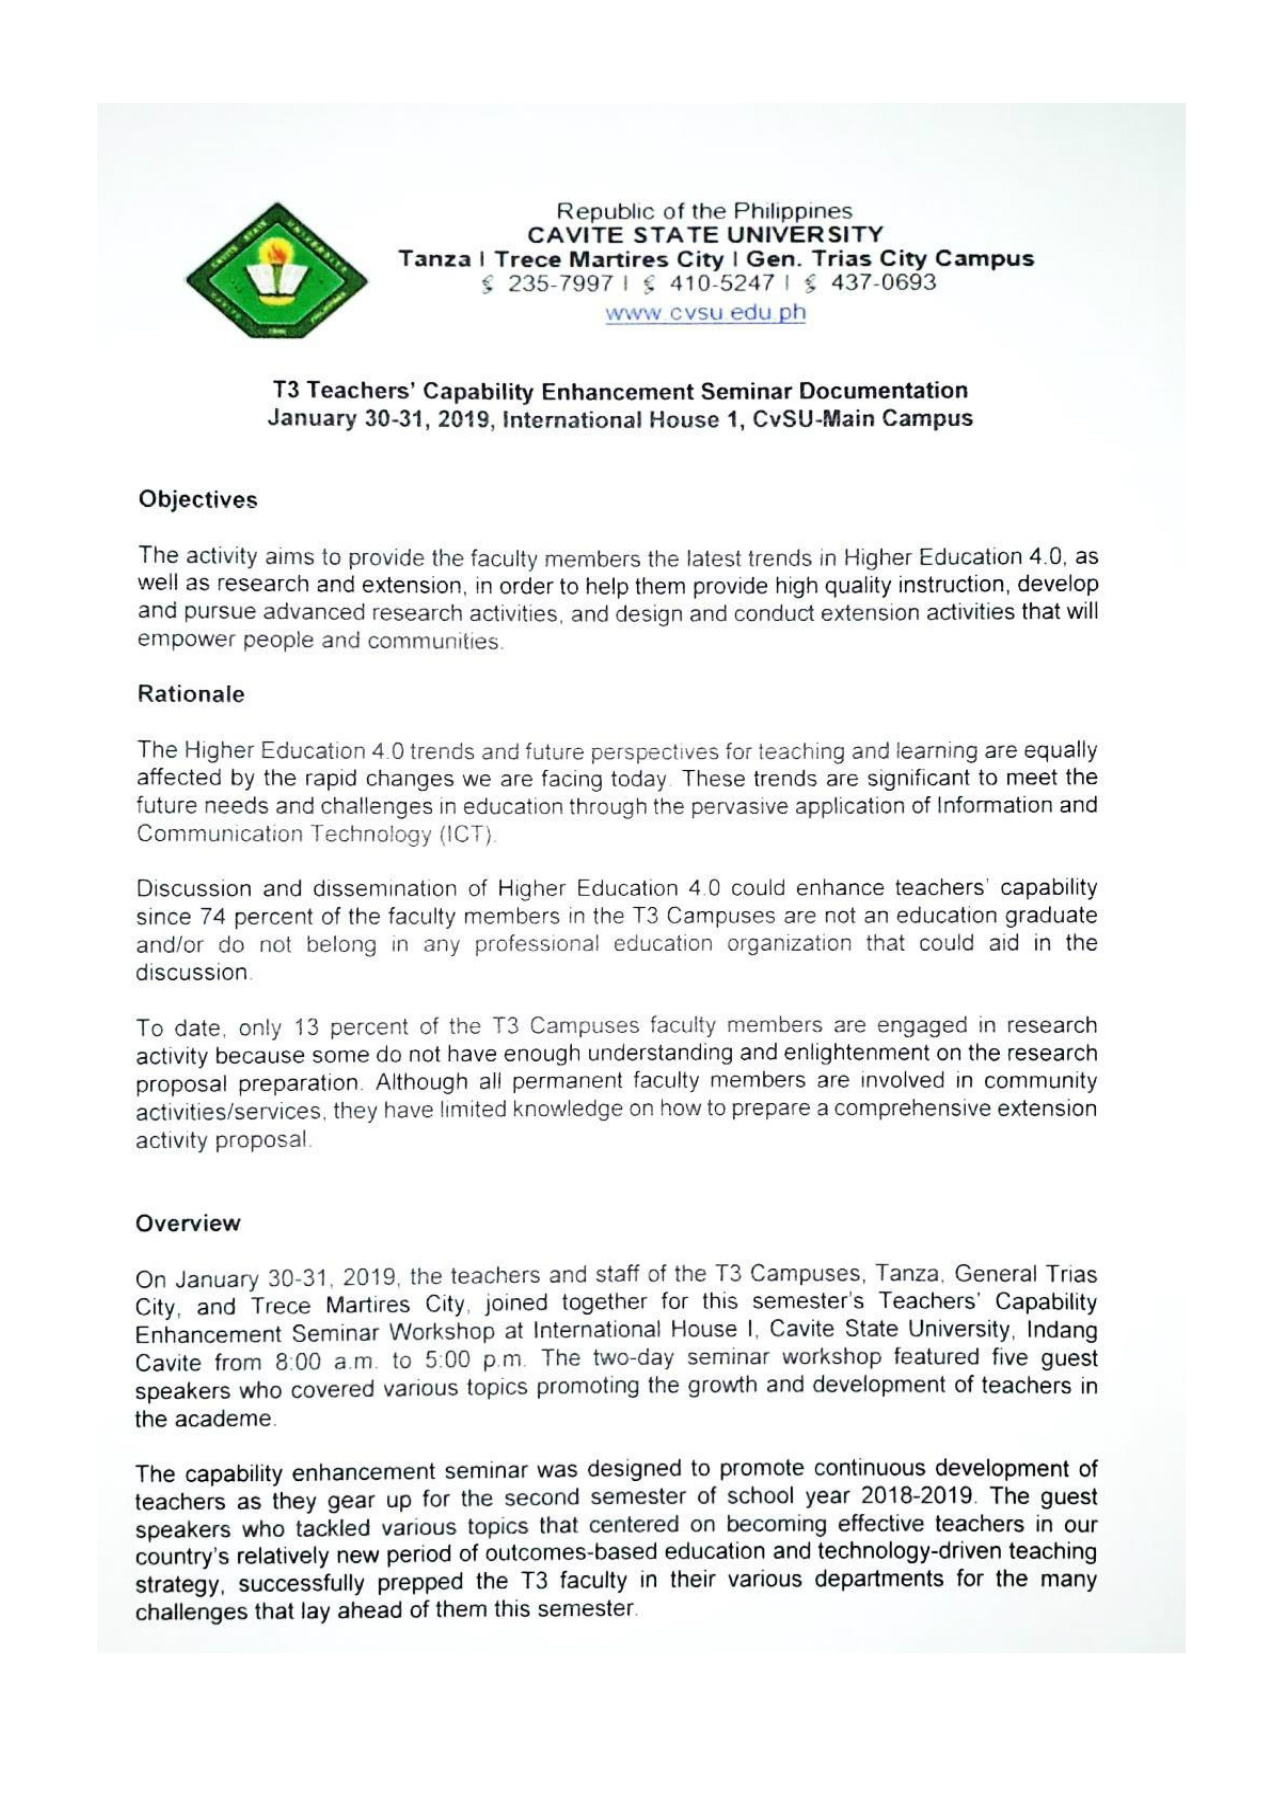 Republic of the Philippines
CAVITE STATE UNIVERSITY
Tanza | Trece Martires City | Gen. Trias City Campus
235-7997 | 410-5247 | 437-0693
www.cvsu.edu.ph
T3 Teachers' Capability Enhancement Seminar Documentation
January 30-31, 2019, International House 1, CvSU-Main Campus
Objectives
The activity aims to provide the faculty members the latest trends in Higher Education 4.0, as
well as research and extension, in order to help them provide high quality instruction, develop
and pursue advanced research activities, and design and conduct extension activities that will
empower people and communities.
Rationale
The Higher Education 4.0 trends and future perspectives for teaching and learning are equally
affected by the rapid changes we are facing today. These trends are significant to meet the
future needs and challenges in education through the pervasive application of Information and
Communication Technology (ICT).
Discussion and dissemination of Higher Education 4.0 could enhance teachers' capability
since 74 percent of the faculty members in the T3 Campuses are not an education graduate
and/or do not belong in any professional education organization that could aid in the
discussion.
To date, only 13 percent of the T3 Campuses faculty members are engaged in research
activity because some do not have enough understanding and enlightenment on the research
proposal preparation. Although all permanent faculty members are involved in community
activities/services, they have limited knowledge on how to prepare a comprehensive extension
activity proposal.
Overview
On January 30-31, 2019, the teachers and staff of the T3 Campuses, Tanza, General Trias
City, and Trece Martires City, joined together for this semester's Teachers' Capability
Enhancement Seminar Workshop at International House I, Cavite State University, Indang
Cavite from 8:00 a.m. to 5:00 p.m. The two-day seminar workshop featured five guest
speakers who covered various topics promoting the growth and development of teachers in
the academe.
The capability enhancement seminar was designed to promote continuous development of
teachers as they gear up for the second semester of school year 2018-2019. The guest
speakers who tackled various topics that centered on becoming effective teachers in our
country's relatively new period of outcomes-based education and technology-driven teaching
strategy, successfully prepped the T3 faculty in their various departments for the many
challenges that lay ahead of them this semester.